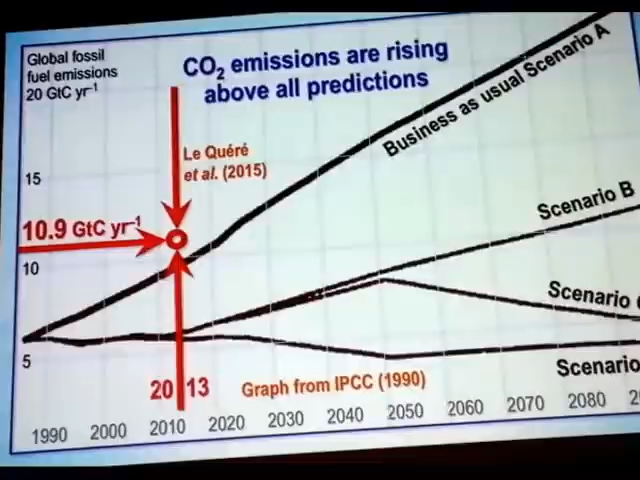 Global fossil
fuel emissions
20 GtC yr-1
CO2 emissions are rising
above all predictions
Business as usual Scenario A
Le Quéré
et al. (2015)
15
10.9 GtC yr-1
Scenario B
10
Scenario
5
Scenario
20 13
Graph from IPCC (1990)
1990 2000 2010 2020 2030 2040 2050 2060 2070 2080